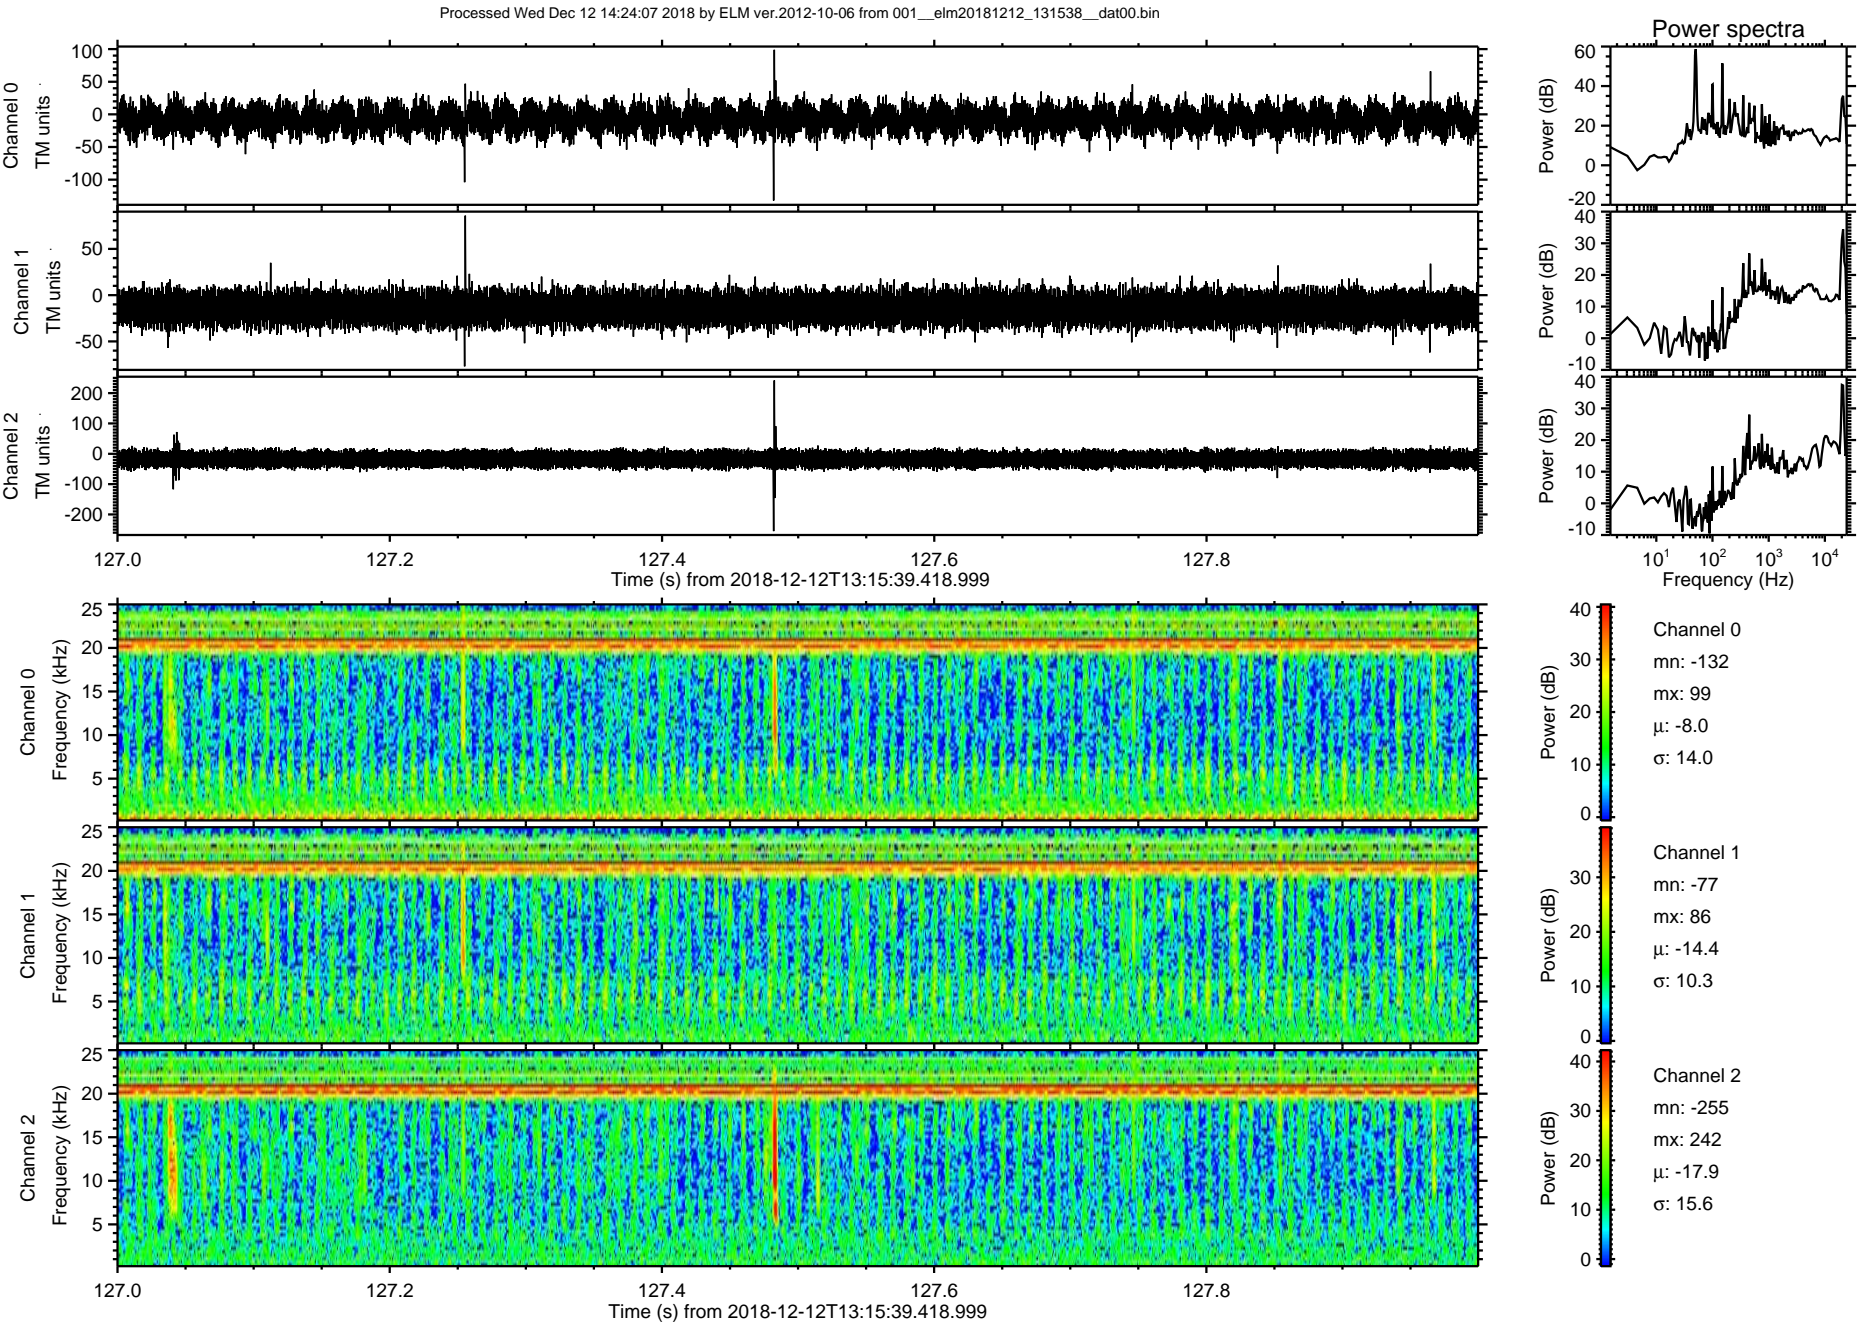 Processed Wed Dec 12 14:24:07 2018 by ELM ver.2012-10-06 from 001__elm20181212_131538__dat00.bin
Power spectra
Channel 0
TM units
100
50
0
-50
-100
Power (dB)
60
40
20
0
-20
Channel 1
TM units
50
0
-50
Power (dB)
40
30
20
10
0
-10
Channel 2
TM units
200
100
0
-100
-200
Power (dB)
40
30
20
10
0
-10
127.0 127.2 127.4 127.6 127.8
Time (s) from 2018-12-12T13:15:39.418.999
10¹ 10² 10³ 10⁴
Frequency (Hz)
Channel 0
Frequency (kHz)
25
20
15
10
5
Power (dB)
40
30
20
10
0
Channel 0
mn: -132
mx: 99
μ: -8.0
σ: 14.0
Channel 1
Frequency (kHz)
25
20
15
10
5
Power (dB)
30
20
10
0
Channel 1
mn: -77
mx: 86
μ: -14.4
σ: 10.3
Channel 2
Frequency (kHz)
25
20
15
10
5
Power (dB)
40
30
20
10
0
Channel 2
mn: -255
mx: 242
μ: -17.9
σ: 15.6
127.0 127.2 127.4 127.6 127.8
Time (s) from 2018-12-12T13:15:39.418.999